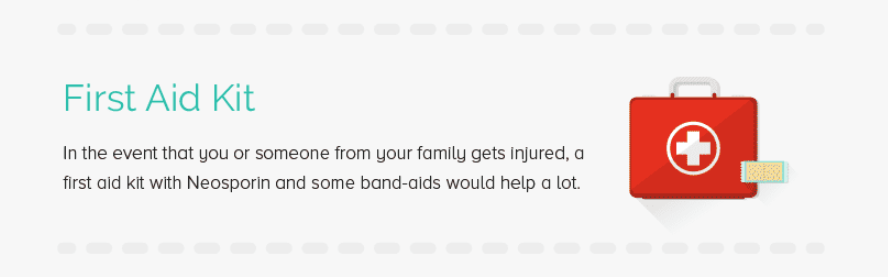 First Aid Kit
In the event that you or someone from your family gets injured, a
first aid kit with Neosporin and some band-aids would help a lot.